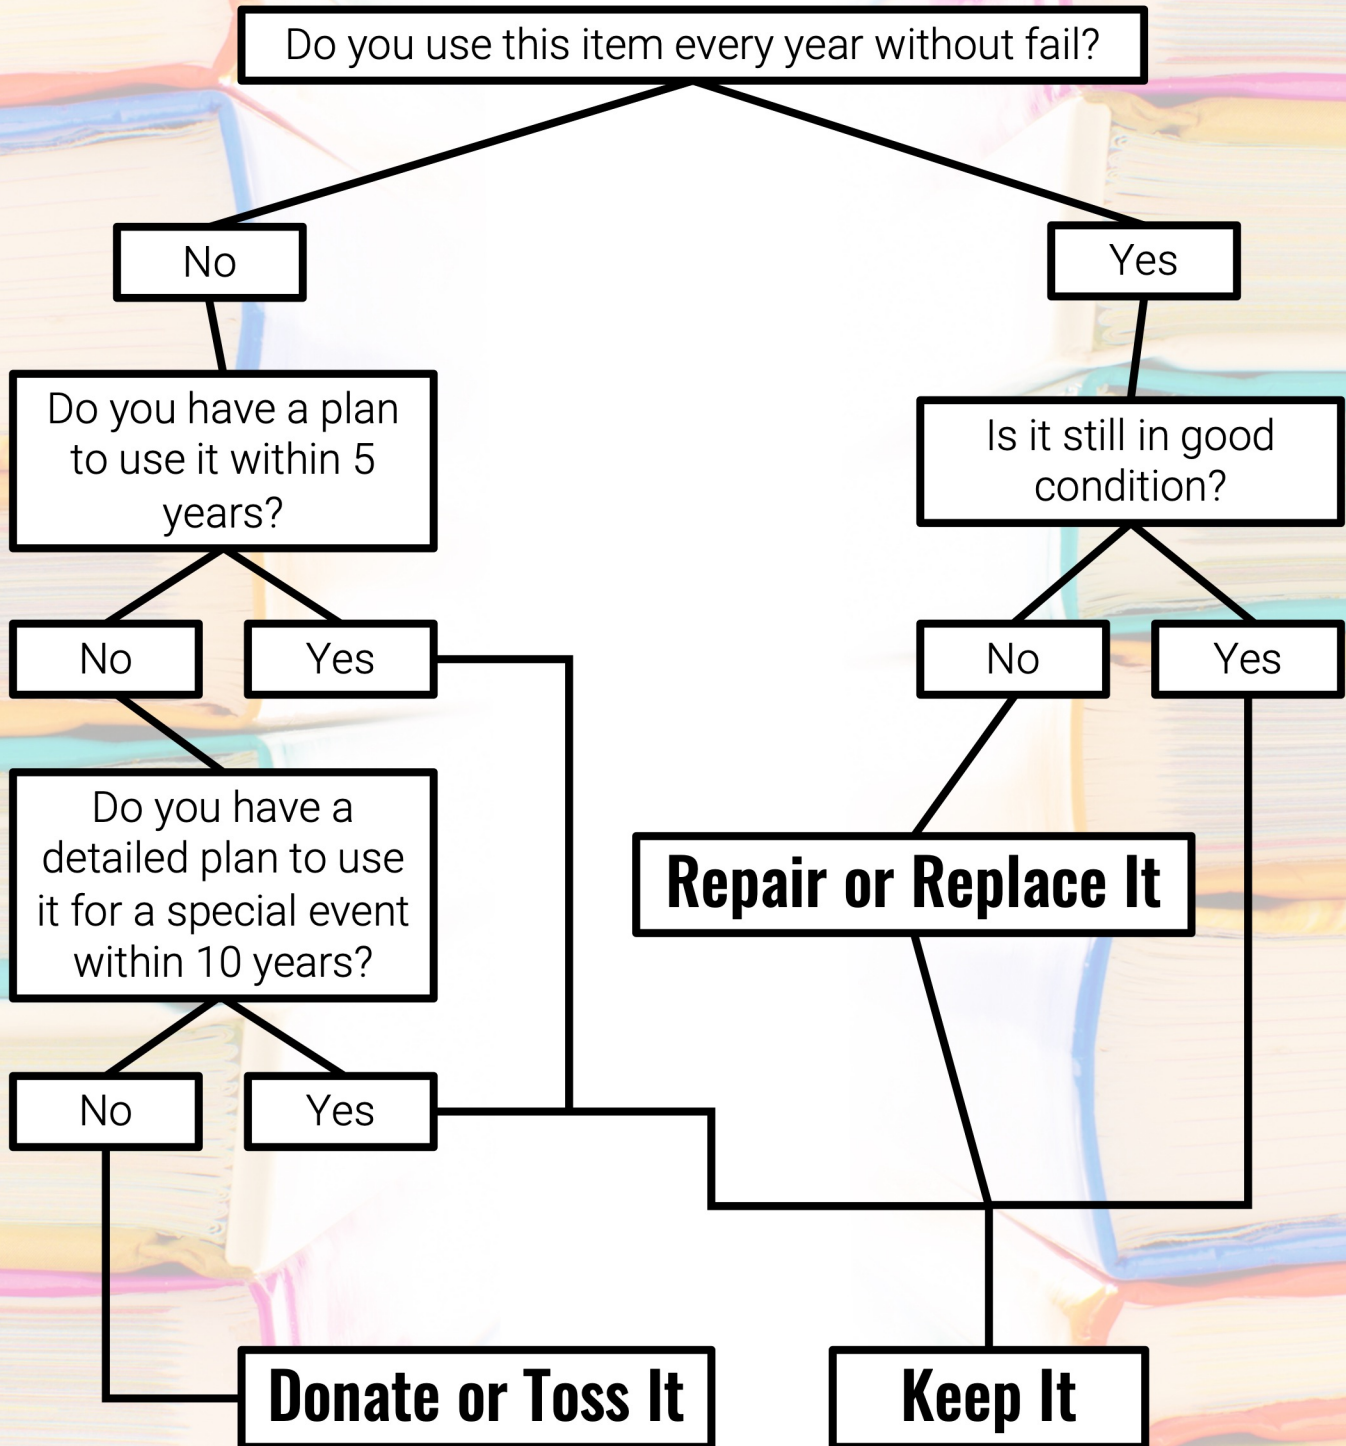 Do you use this item every year without fail?
No
Yes
Do you have a plan
to use it within 5
years?
Is it still in good
condition?
No
Yes
No
Yes
Do you have a
detailed plan to use
it for a special event
within 10 years?
Repair or Replace It
No
Yes
Donate or Toss It
Keep It